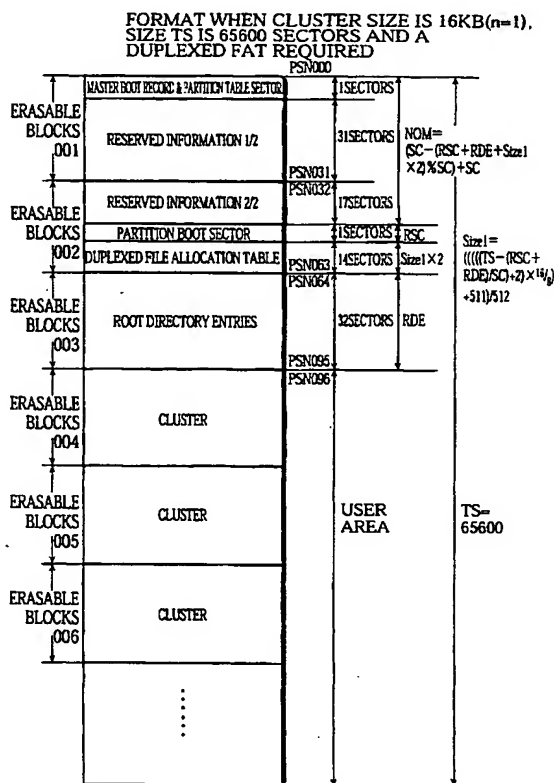 FORMAT WHEN CLUSTER SIZE IS 16KB(n=1),
SIZE TS IS 65600 SECTORS AND A
DUPLEXED FAT REQUIRED
PSN000
MASTER BOOT RECORD & PARTITION TABLE SECTOR
1SECTORS
ERASABLE
BLOCKS
001
RESERVED INFORMATION 1/2
31SECTORS
NOM=
(SC-(RSC+RDE+Size1
×2)%SC)+SC
PSN031
PSN032
RESERVED INFORMATION 2/2
17SECTORS
ERASABLE
BLOCKS
002
PARTITION BOOT SECTOR
1SECTORS
RSC
DUPLEXED FILE ALLOCATION TABLE
PSN063
14SECTORS
Size1×2
Size1=
(((((TS-(RSC+
RDE)/SC)+2)×16/8)
+511)/512
PSN064
ERASABLE
BLOCKS
003
ROOT DIRECTORY ENTRIES
32SECTORS
RDE
PSN095
PSN096
ERASABLE
BLOCKS
004
CLUSTER
ERASABLE
BLOCKS
005
CLUSTER
USER
AREA
TS=
65600
ERASABLE
BLOCKS
006
CLUSTER